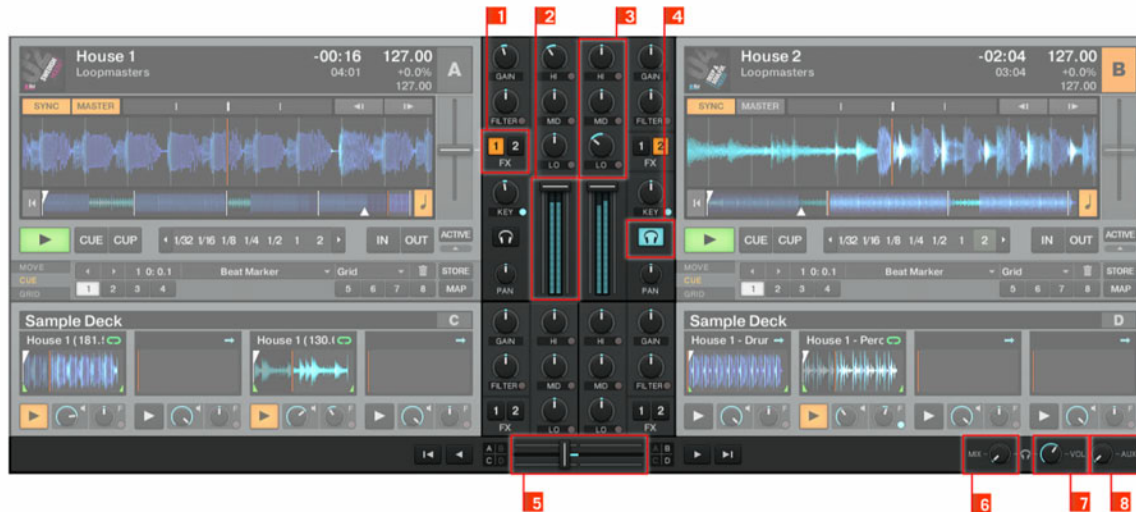 1 2 3 4
House 1 -00:16 127.00 A
Loopmasters 04:01 +0.0%
127.00
SYNC MASTER
CUE CUP 1/32 1/16 1/8 1/4 1/2 1 2 IN OUT ACTIVE
MOVE
CUE
GRID
1 0:0.1 Beat Marker Grid STORE
1 2 3 4 5 6 7 8 MAP
GAIN HI HI GAIN
FILTER MID MID FILTER
1 2 LO LO 1 2
FX FX
KEY KEY
PAN PAN
House 2 -02:04 127.00 B
Loopmasters 03:04 +0.0%
127.00
SYNC MASTER
CUE CUP 1/32 1/16 1/8 1/4 1/2 1 2 IN OUT ACTIVE
MOVE
CUE
GRID
1 0:0.1 Beat Marker Grid STORE
1 2 3 4 5 6 7 8 MAP
Sample Deck C
House 1 (181.! House 1 (130.(
F F F F
GAIN HI HI GAIN
FILTER MID MID FILTER
1 2 LO LO 1 2
FX FX
Sample Deck D
House 1 - Drur House 1 - Perc
F F F F
A B A B
C D C D
MIX VOL AUX
5 6 7 8